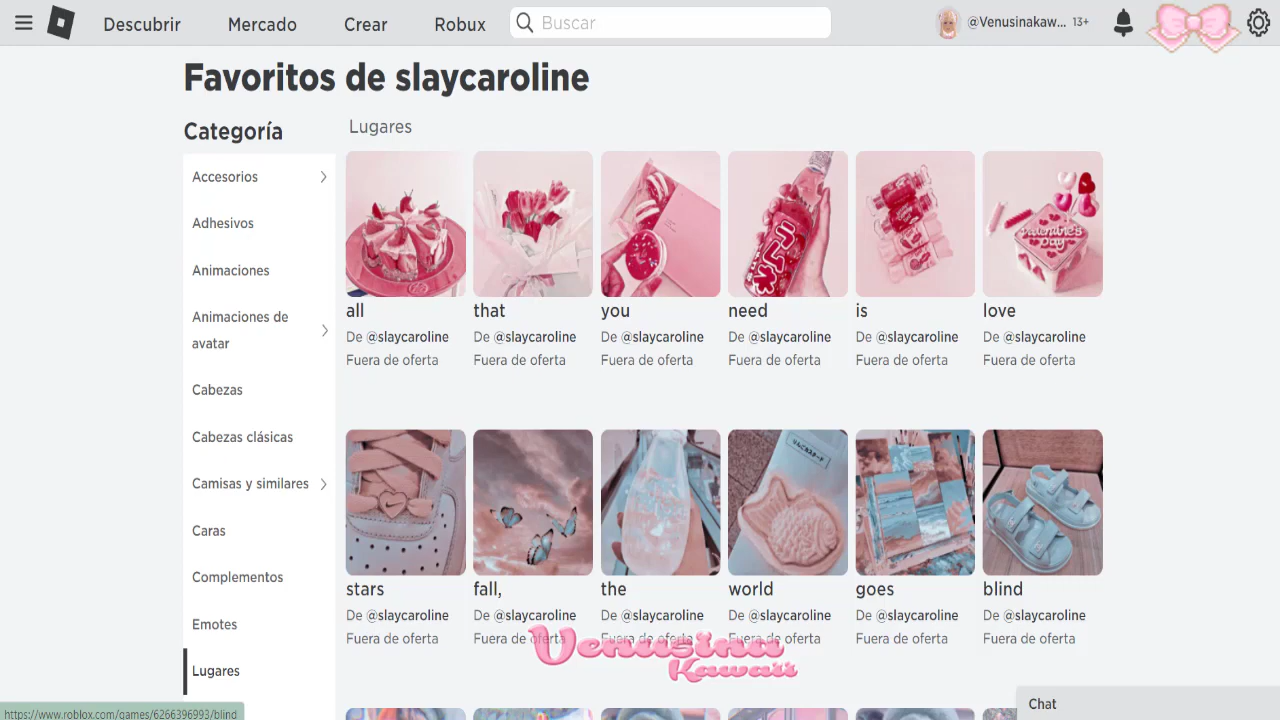 Descubrir Mercado Crear Robux Buscar @Venusinakaw... 13+
Favoritos de slaycaroline
Categoría
Accesorios
Adhesivos
Animaciones
Animaciones de
avatar
Cabezas
Cabezas clásicas
Camisas y similares
Caras
Complementos
Emotes
Lugares
Lugares
Valentine's
Day
all that you need is love
De @slaycaroline De @slaycaroline De @slaycaroline De @slaycaroline De @slaycaroline De @slaycaroline
Fuera de oferta Fuera de oferta Fuera de oferta Fuera de oferta Fuera de oferta Fuera de oferta
stars fall, the world goes blind
De @slaycaroline De @slaycaroline De @slaycaroline De @slaycaroline De @slaycaroline De @slaycaroline
Fuera de oferta Fuera de oferta Fuera de oferta Fuera de oferta Fuera de oferta Fuera de oferta
Venusina
Kawaii
Chat
https://www.roblox.com/games/6266396993/blind